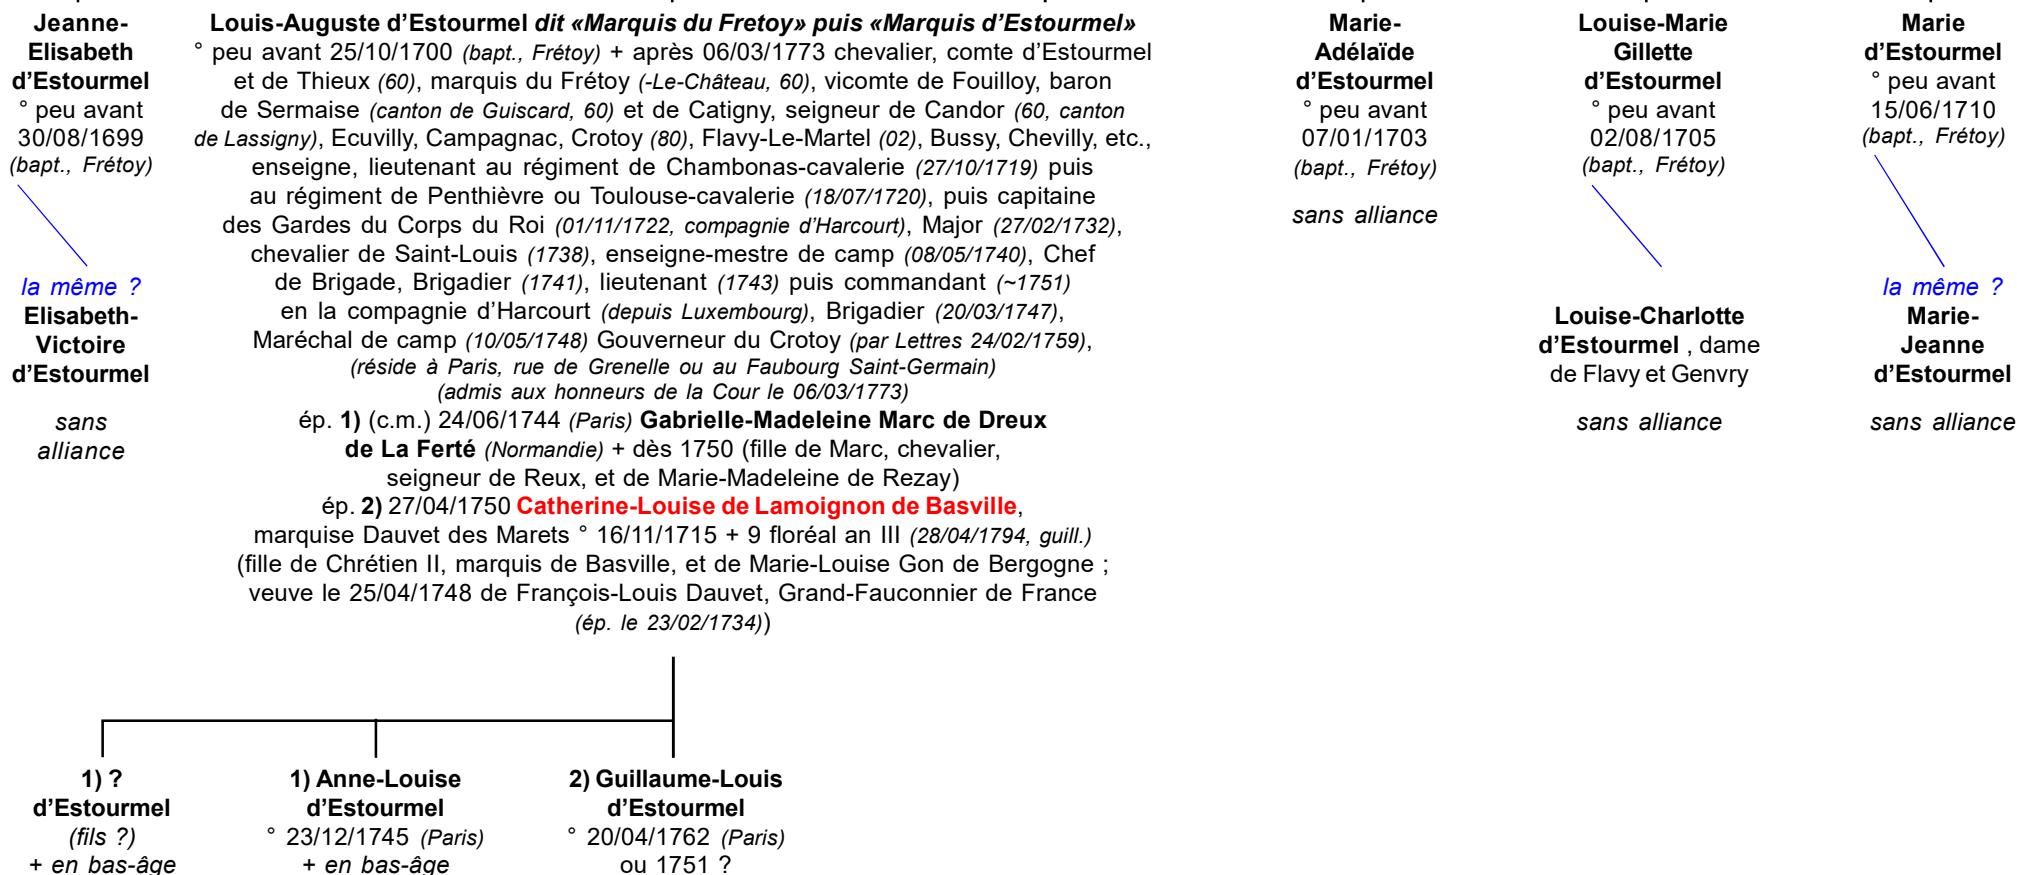 Jeanne-
Elisabeth
d’Estourmel
° peu avant
30/08/1699
(bapt., Frétoy)
la même ?
Elisabeth-
Victoire
d’Estourmel
sans
alliance
Louis-Auguste d’Estourmel dit «Marquis du Fretoy» puis «Marquis d’Estourmel»
° peu avant 25/10/1700 (bapt., Frétoy) + après 06/03/1773 chevalier, comte d’Estourmel
et de Thieux (60), marquis du Frétoy (-Le-Château, 60), vicomte de Fouilloy, baron
de Sermaise (canton de Guiscard, 60) et de Catigny, seigneur de Candor (60, canton
de Lassigny), Ecuvilly, Campagnac, Crotoy (80), Flavy-Le-Martel (02), Bussy, Chevilly, etc.,
enseigne, lieutenant au régiment de Chambonas-cavalerie (27/10/1719) puis
au régiment de Penthièvre ou Toulouse-cavalerie (18/07/1720), puis capitaine
des Gardes du Corps du Roi (01/11/1722, compagnie d’Harcourt), Major (27/02/1732),
chevalier de Saint-Louis (1738), enseigne-mestre de camp (08/05/1740), Chef
de Brigade, Brigadier (1741), lieutenant (1743) puis commandant (~1751)
en la compagnie d’Harcourt (depuis Luxembourg), Brigadier (20/03/1747),
Maréchal de camp (10/05/1748) Gouverneur du Crotoy (par Lettres 24/02/1759),
(réside à Paris, rue de Grenelle ou au Faubourg Saint-Germain)
(admis aux honneurs de la Cour le 06/03/1773)
ép. 1) (c.m.) 24/06/1744 (Paris) Gabrielle-Madeleine Marc de Dreux
de La Ferté (Normandie) + dès 1750 (fille de Marc, chevalier,
seigneur de Reux, et de Marie-Madeleine de Rezay)
ép. 2) 27/04/1750 Catherine-Louise de Lamoignon de Basville,
marquise Dauvet des Marets ° 16/11/1715 + 9 floréal an III (28/04/1794, guill.)
(fille de Chrétien II, marquis de Basville, et de Marie-Louise Gon de Bergogne ;
veuve le 25/04/1748 de François-Louis Dauvet, Grand-Fauconnier de France
(ép. le 23/02/1734))
Marie-
Adélaïde
d’Estourmel
° peu avant
07/01/1703
(bapt., Frétoy)
sans alliance
Louise-Marie
Gillette
d’Estourmel
° peu avant
02/08/1705
(bapt., Frétoy)
Louise-Charlotte
d’Estourmel , dame
de Flavy et Genvry
sans alliance
Marie
d’Estourmel
° peu avant
15/06/1710
(bapt., Frétoy)
la même ?
Marie-
Jeanne
d’Estourmel
sans alliance
1) ?
d’Estourmel
(fils ?)
+ en bas-âge
1) Anne-Louise
d’Estourmel
° 23/12/1745 (Paris)
+ en bas-âge
2) Guillaume-Louis
d’Estourmel
° 20/04/1762 (Paris)
ou 1751 ?